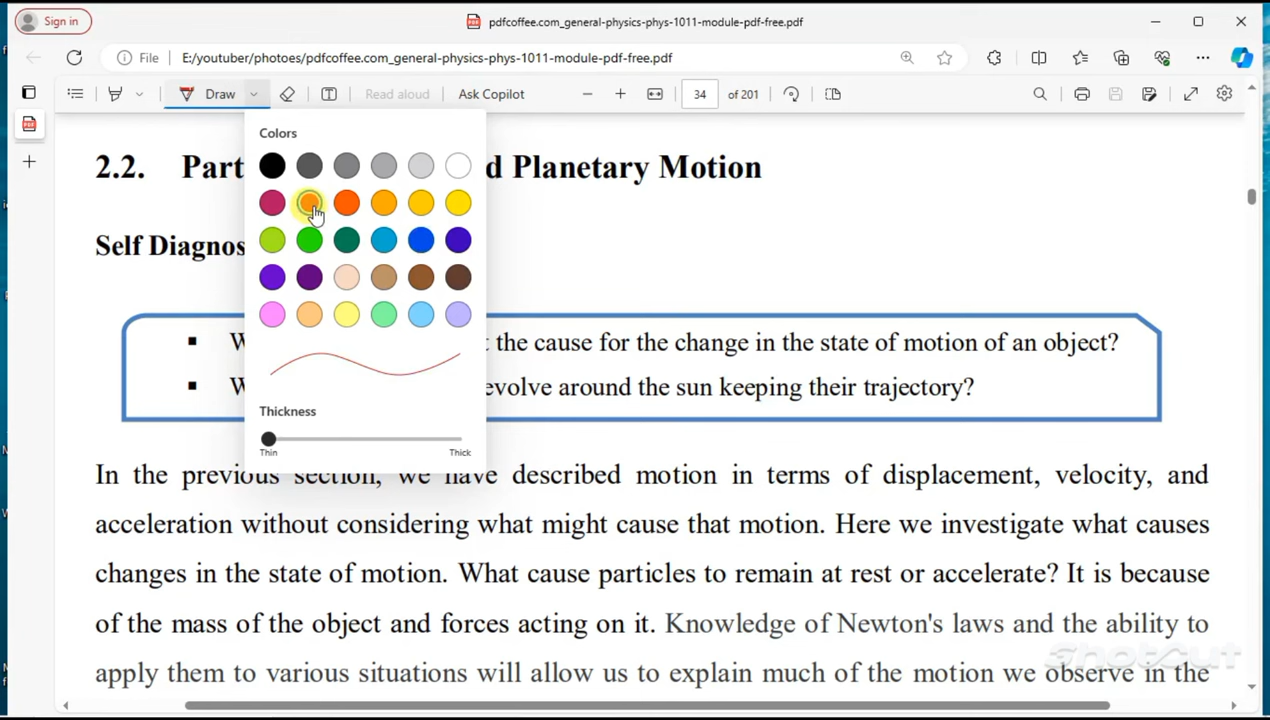 Sign in
pdfcoffee.com_general-physics-phys-1011-module-pdf-free.pdf
File E:/youtuber/photoes/pdfcoffee.com_general-physics-phys-1011-module-pdf-free.pdf
Draw Read aloud Ask Copilot 34 of 201
Colors
2.2. Part d Planetary Motion
Self Diagnos
W t the cause for the change in the state of motion of an object?
W evolve around the sun keeping their trajectory?
Thickness
Thin Thick
In the previous section, we have described motion in terms of displacement, velocity, and
acceleration without considering what might cause that motion. Here we investigate what causes
changes in the state of motion. What cause particles to remain at rest or accelerate? It is because
of the mass of the object and forces acting on it. Knowledge of Newton's laws and the ability to
apply them to various situations will allow us to explain much of the motion we observe in the
shotcut